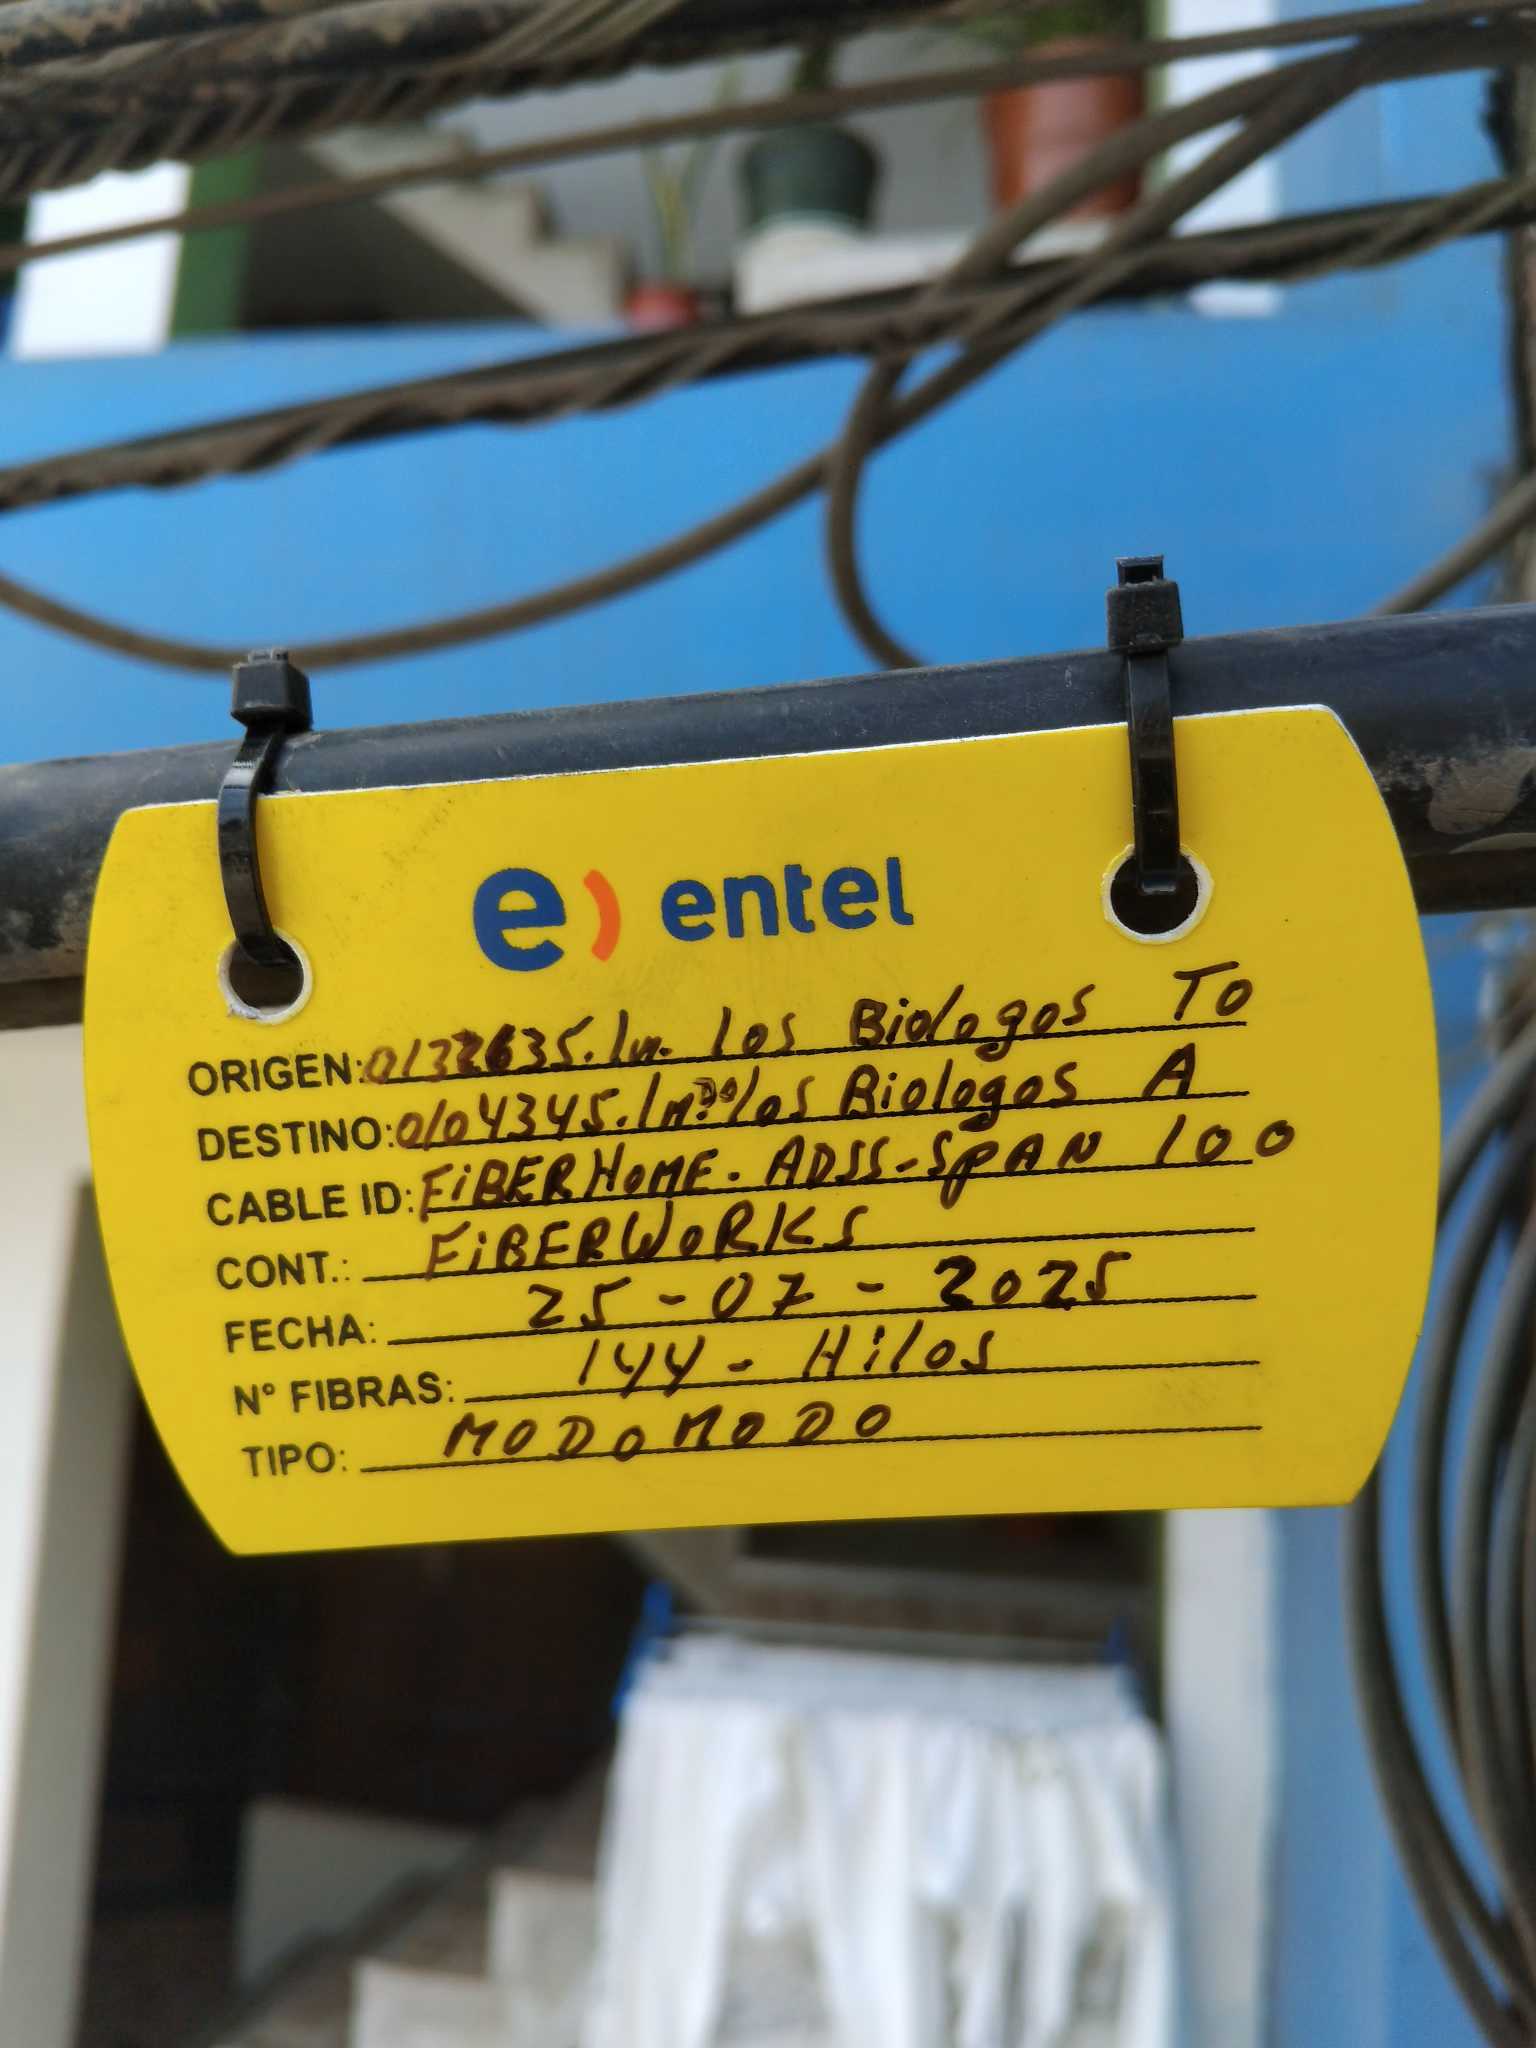 e) entel
ORIGEN: 0132635.lm. los Biologos TO
DESTINO: 0104345.lm. los Biologos A
CABLE ID: FiBERHOME. ADSS-SPAN 100
CONT.: FiBERWORKS
FECHA: 25-07-2025
N° FIBRAS: 144-Hilos
TIPO: MODOMODO